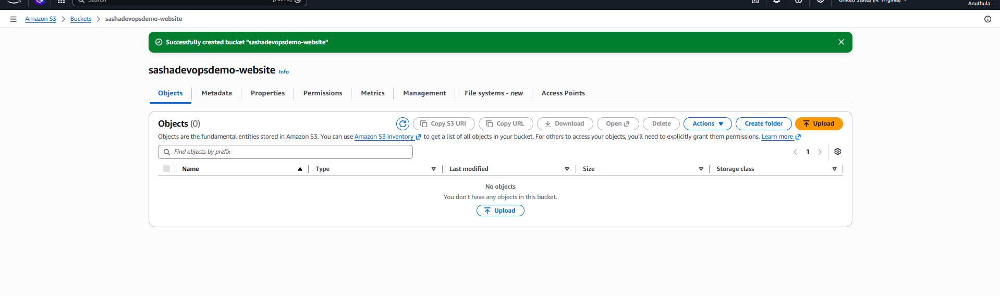 Search [Alt+S] United States (N. Virginia) Anuthula
Amazon S3 Buckets sashadevopsdemo-website
Successfully created bucket "sashadevopsdemo-website"
sashadevopsdemo-website Info
Objects Metadata Properties Permissions Metrics Management File systems - new Access Points
Objects (0) Copy S3 URI Copy URL Download Open Delete Actions Create folder Upload
Objects are the fundamental entities stored in Amazon S3. You can use Amazon S3 inventory to get a list of all objects in your bucket. For others to access your objects, you'll need to explicitly grant them permissions. Learn more
Find objects by prefix 1
Name Type Last modified Size Storage class
No objects
You don't have any objects in this bucket.
Upload